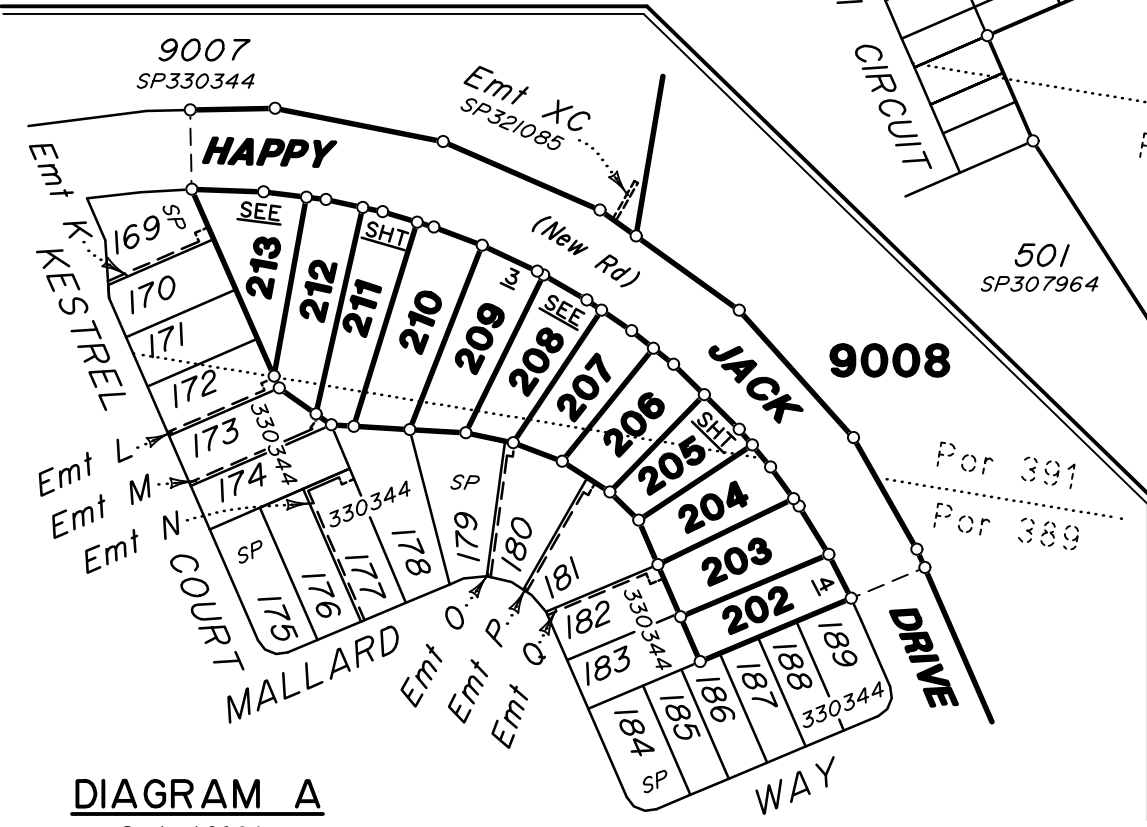 9007
SP330344
Emt XC
SP321085
CIRCUIT
HAPPY
(New Rd)
JACK
DRIVE
501
SP307964
9008
Por 391
Por 389
Emt K
KESTREL
COURT
169 SP
170
171
172
173
174
330344
SEE
213
212
SHT
211
210
3
209
SEE
208
207
206
SHT
205
204
203
14
202
Emt L
Emt M
Emt N
SP
175
176
177
178
330344
SP
179
180
181
182
183
330344
184
SP
185
186
187
188
189
330344
Emt O
Emt P
Emt Q
MALLARD
WAY
DIAGRAM A